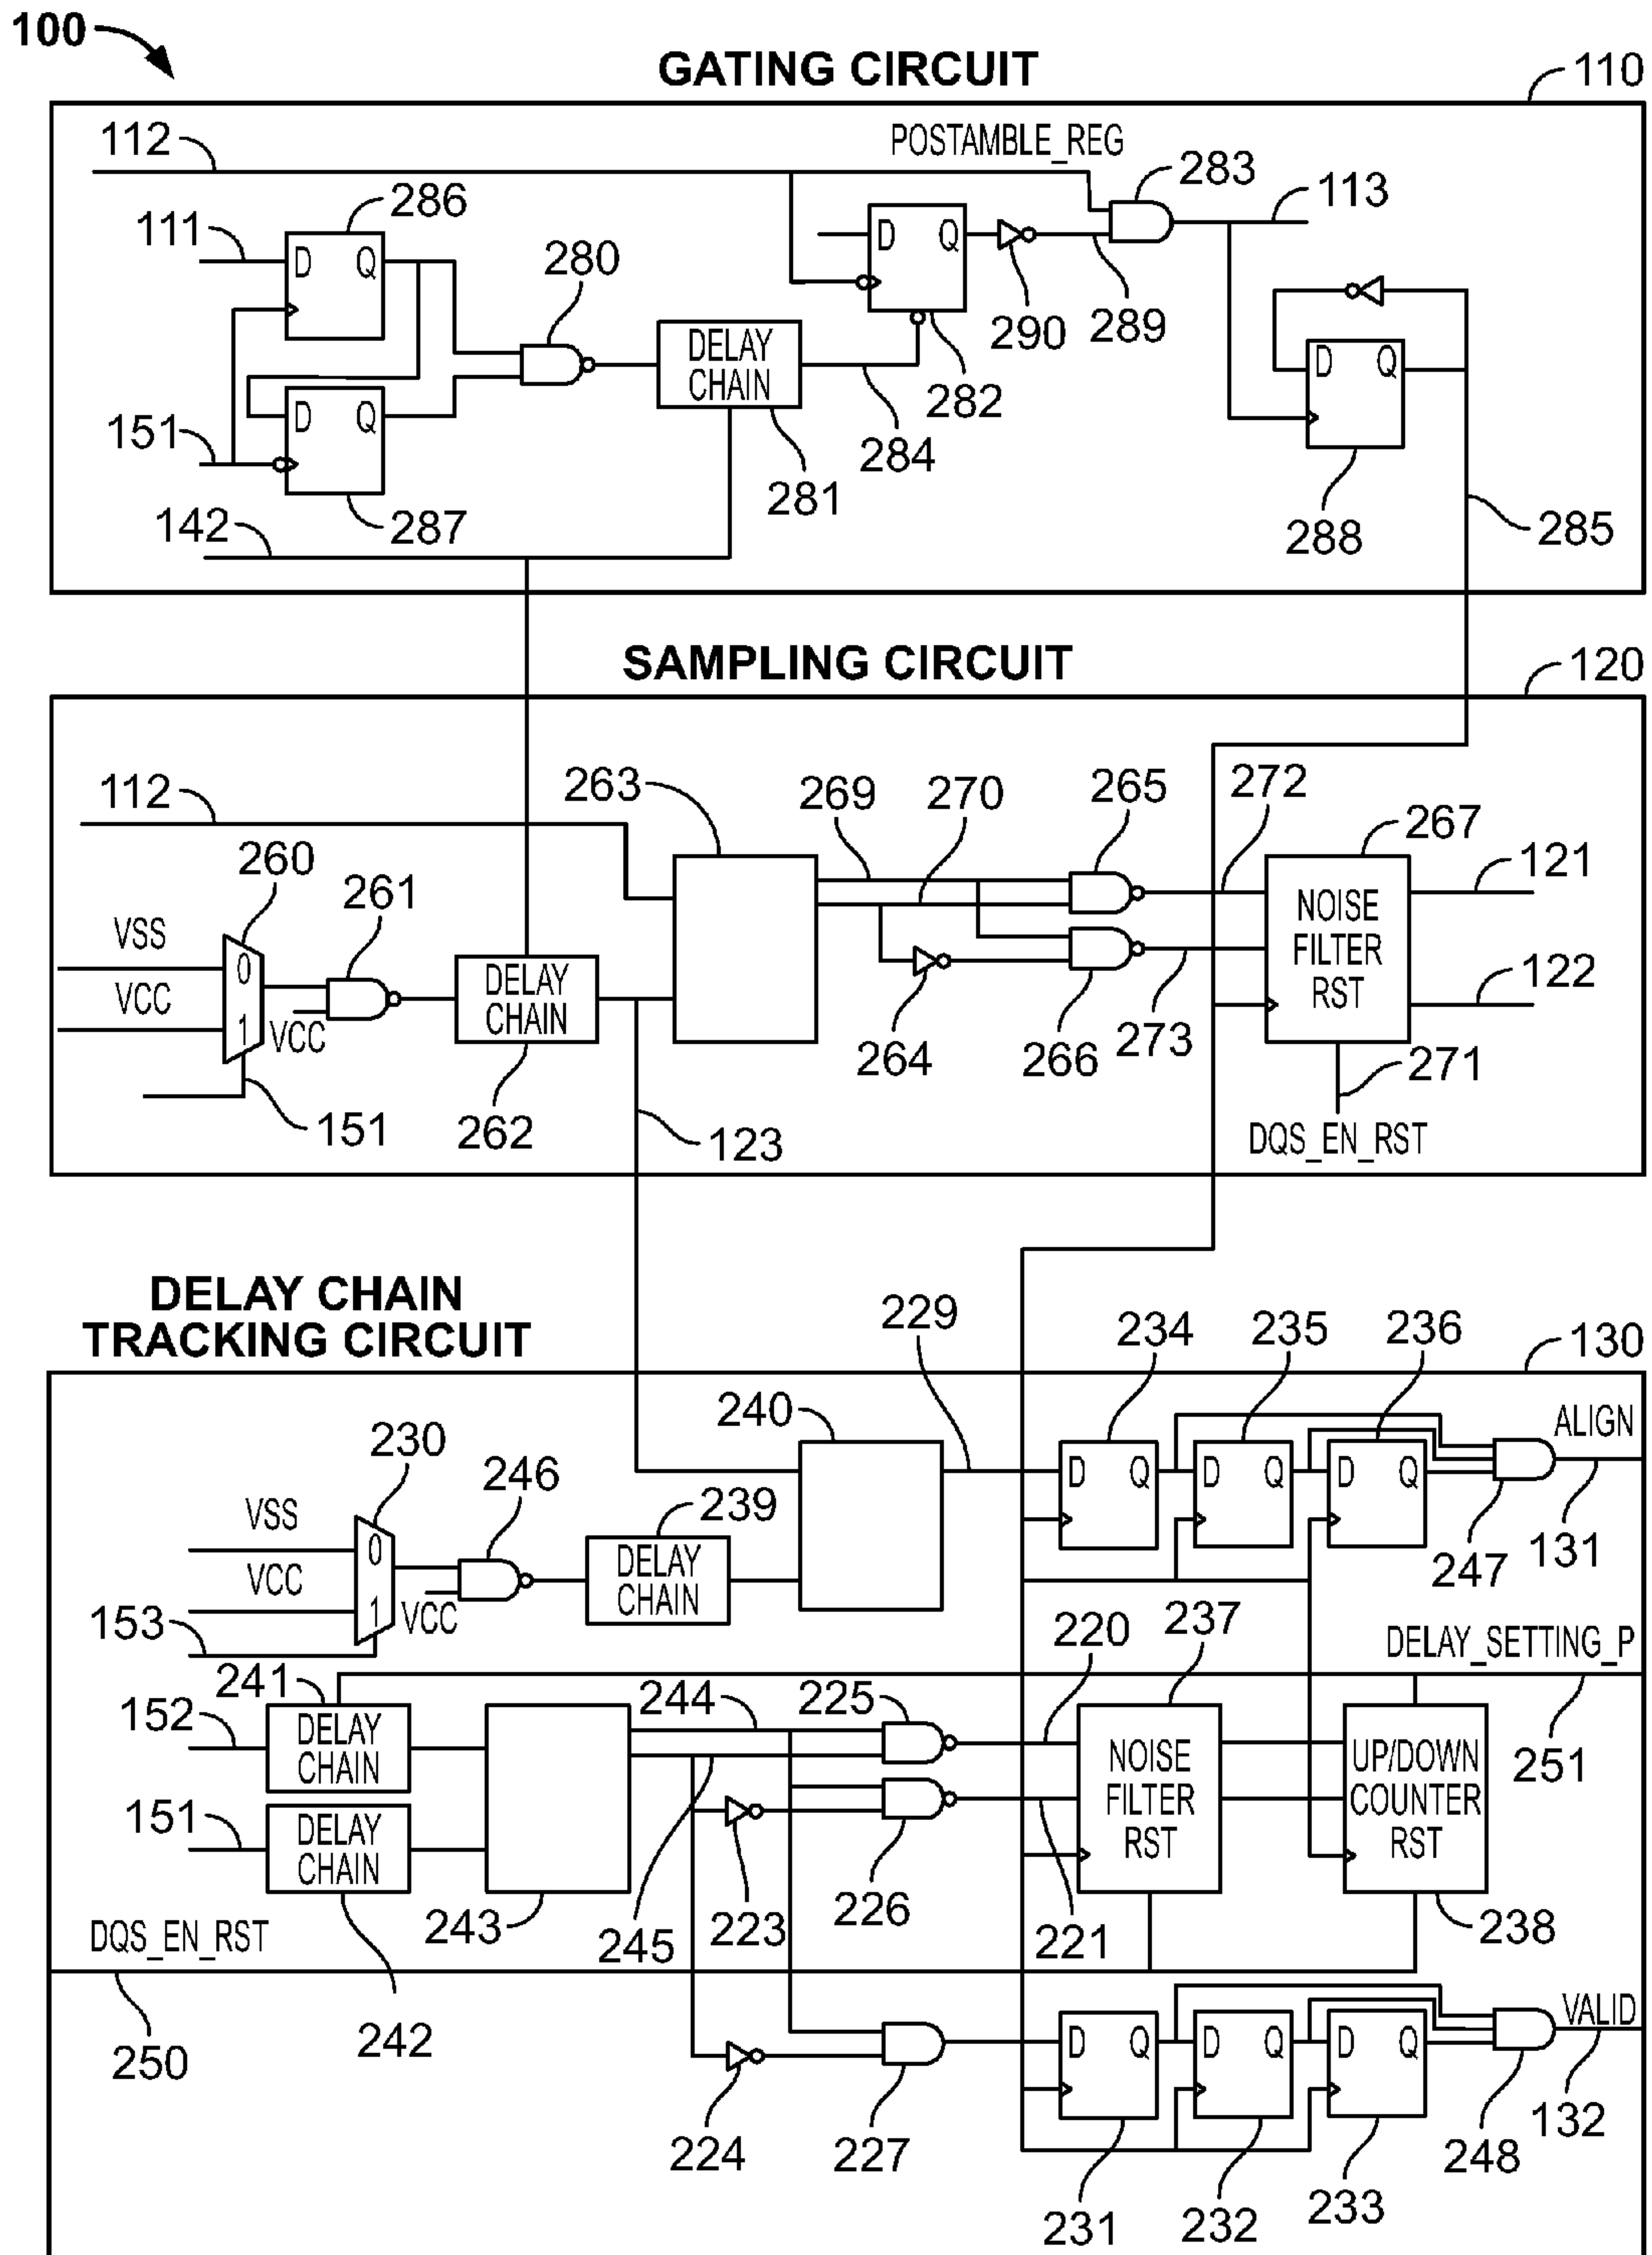 100
GATING CIRCUIT
110
112
POSTAMBLE_REG
283
113
111
286
D Q
280
D Q
290
289
DELAY
CHAIN
282
284
281
D Q
151
287
D Q
288
285
142
SAMPLING CIRCUIT
120
112
263
269
270
265
272
267
121
260
261
VSS
0
VCC
1
VCC
DELAY
CHAIN
NOISE
FILTER
RST
122
264
266
273
271
151
262
123
DQS_EN_RST
DELAY CHAIN
TRACKING CIRCUIT
229
234
235
236
130
240
ALIGN
230
246
239
D Q
D Q
D Q
VSS
0
VCC
1
VCC
DELAY
CHAIN
247
131
153
220
237
DELAY_SETTING_P
241
244
225
152
DELAY
CHAIN
NOISE
FILTER
RST
UP/DOWN
COUNTER
RST
251
151
DELAY
CHAIN
243
245
223
226
221
238
DQS_EN_RST
250
242
VALID
D Q
D Q
D Q
224
227
231
232
233
248
132